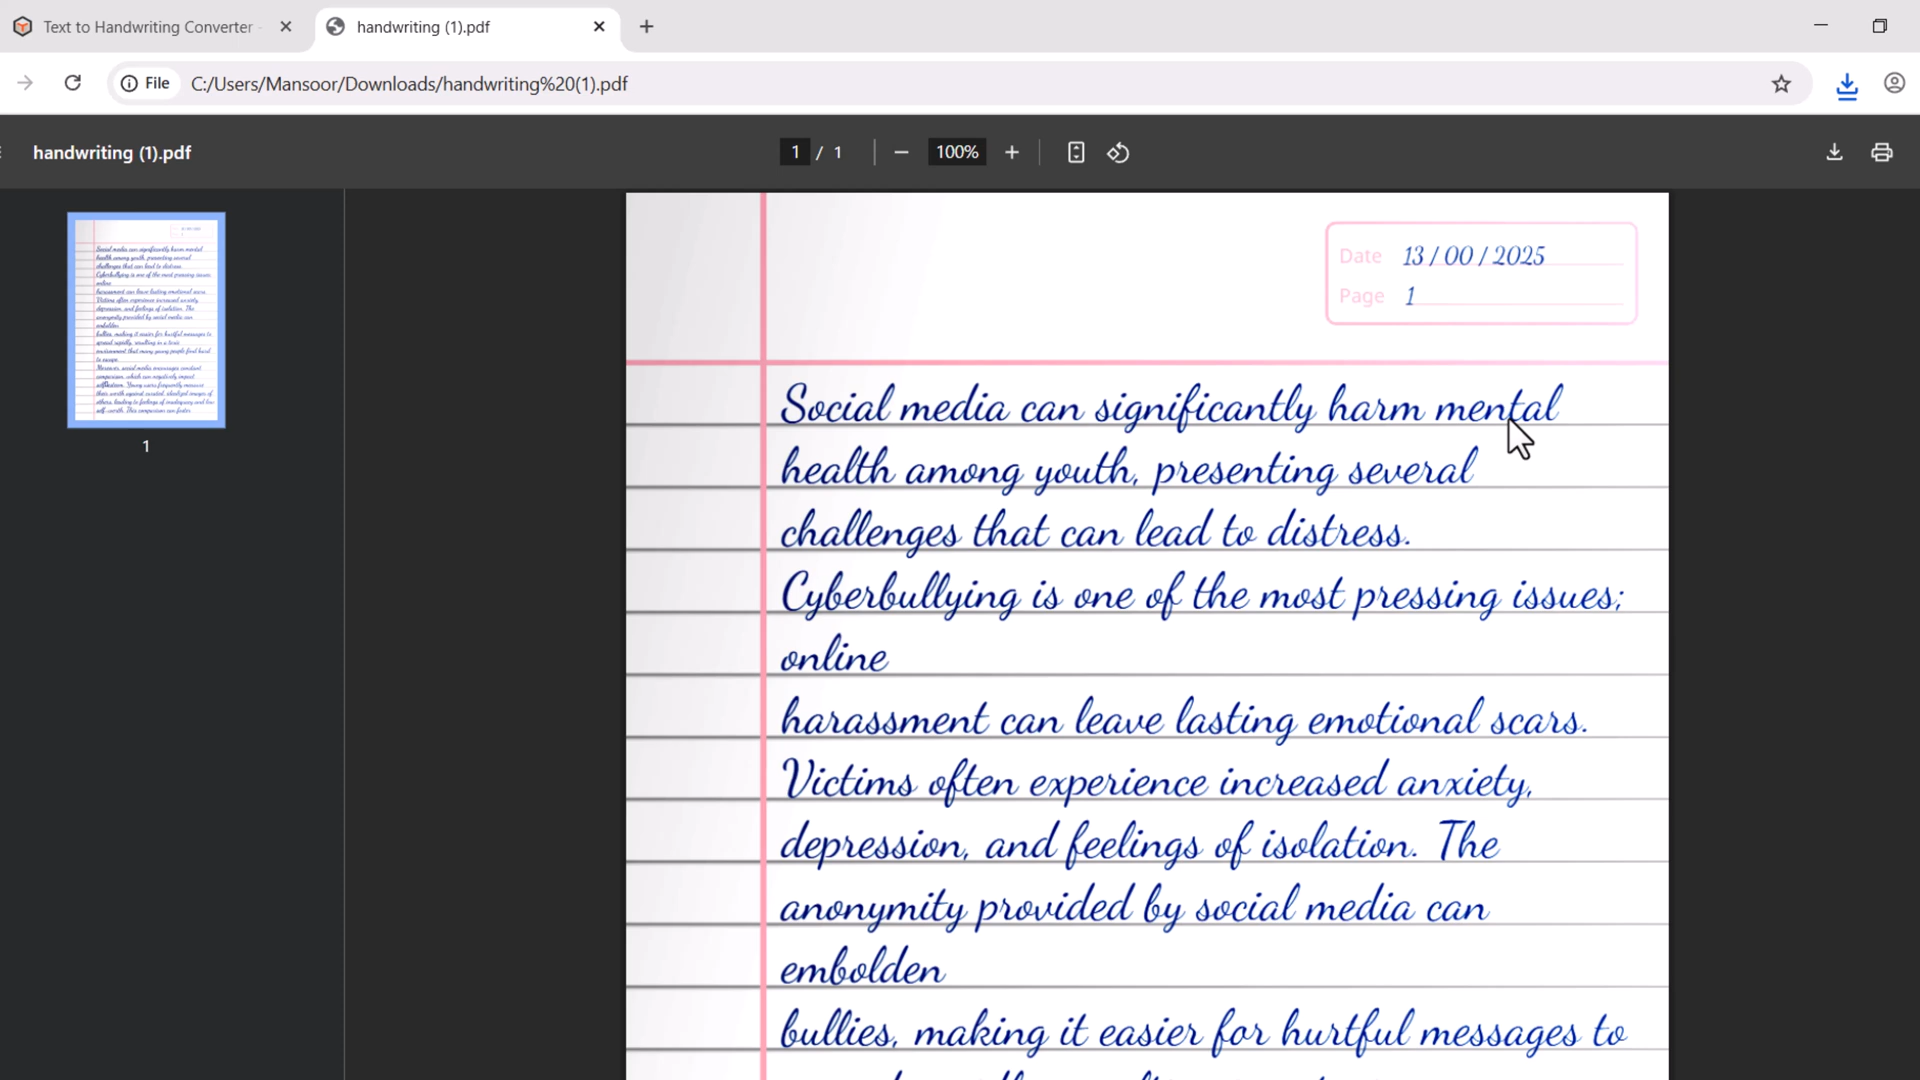 Text to Handwriting Converter -
handwriting (1).pdf
File
C:/Users/Mansoor/Downloads/handwriting%20(1).pdf
handwriting (1).pdf
1 / 1
100%
Date 13 / 00 / 2025
Page 1
Social media can significantly harm mental
health among youth, presenting several
challenges that can lead to distress.
Cyberbullying is one of the most pressing issues;
online
harassment can leave lasting emotional scars.
Victims often experience increased anxiety,
depression, and feelings of isolation. The
anonymity provided by social media can
embolden
bullies, making it easier for hurtful messages to
1